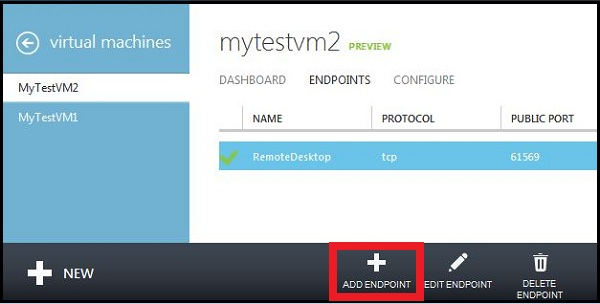 virtual machines
MyTestVM2
MyTestVM1
mytestvm2 PREVIEW
DASHBOARD ENDPOINTS CONFIGURE
NAME PROTOCOL PUBLIC PORT
RemoteDesktop tcp 61569
NEW
ADD ENDPOINT
EDIT ENDPOINT
DELETE
ENDPOINT